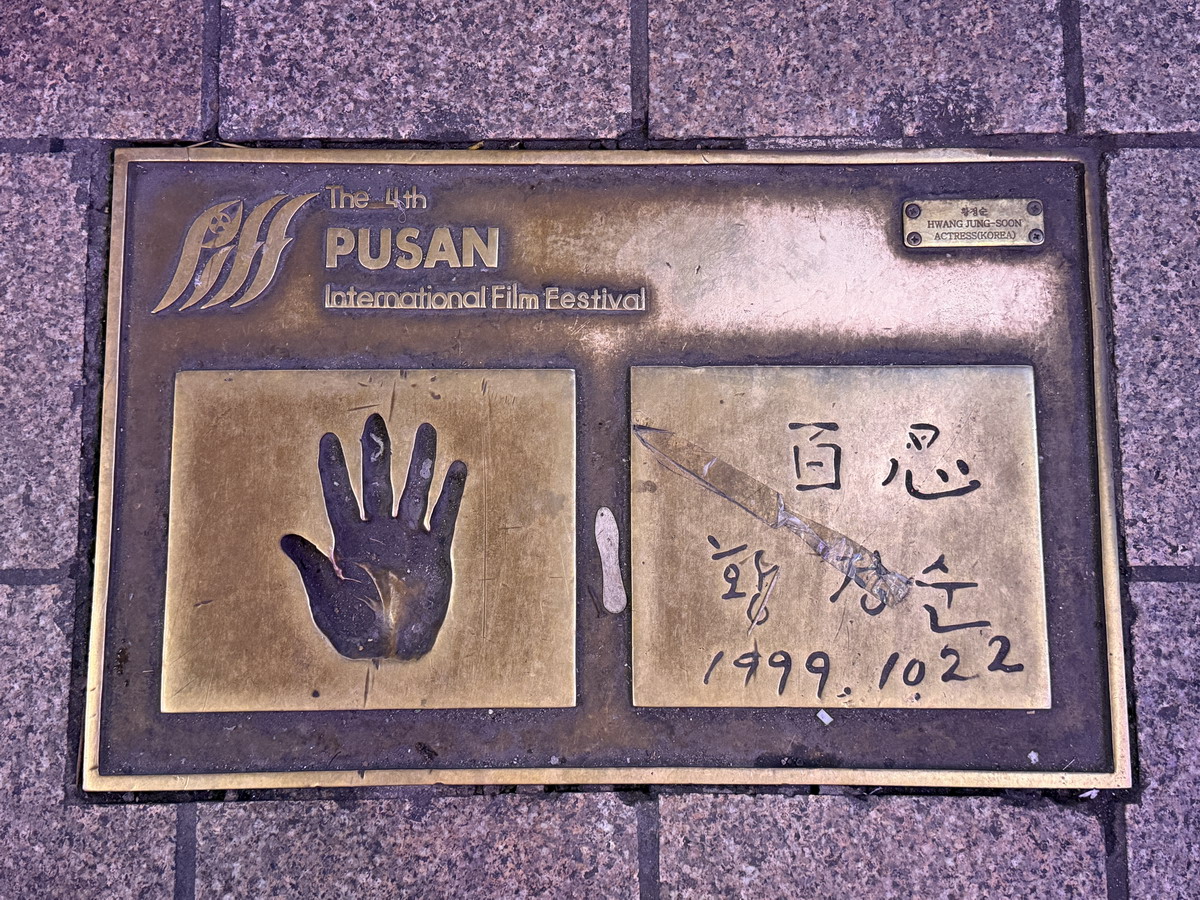 Piff
The 4th
PUSAN
International Film Festival
황정순
HWANG JUNG-SOON
ACTRESS(KOREA)
百忍
황정순
1999.10.22